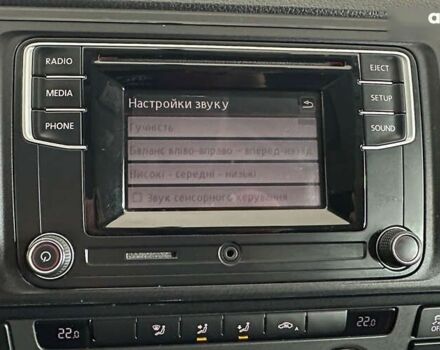 RADIO
MEDIA
PHONE
EJECT
SETUP
SOUND
Настройки звуку
Гучність
Баланс вліво-вправо - вперед-назад
Високі - середні - низькі
Звук сенсорного керування
22.0
A
22.0
OFF